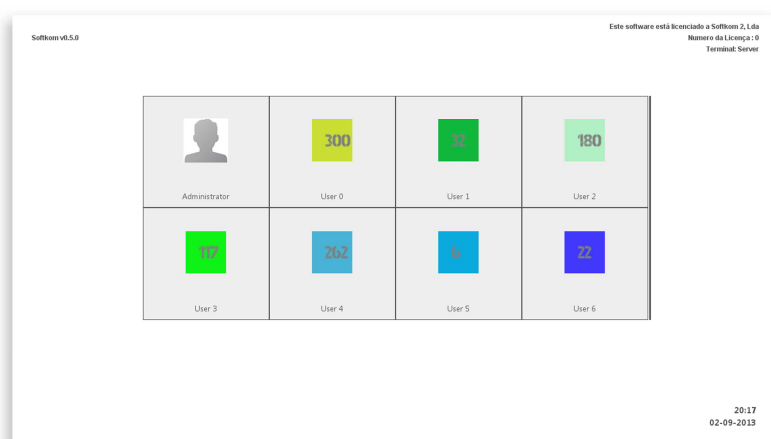 Este software está licenciado a Softkom 2, Lda
Softkom v0.5.0
Numero da Licença : 0
Terminal: Server
300
32
180
Administrator
User 0
User 1
User 2
117
262
6
22
User 3
User 4
User 5
User 6
20:17
02-09-2013